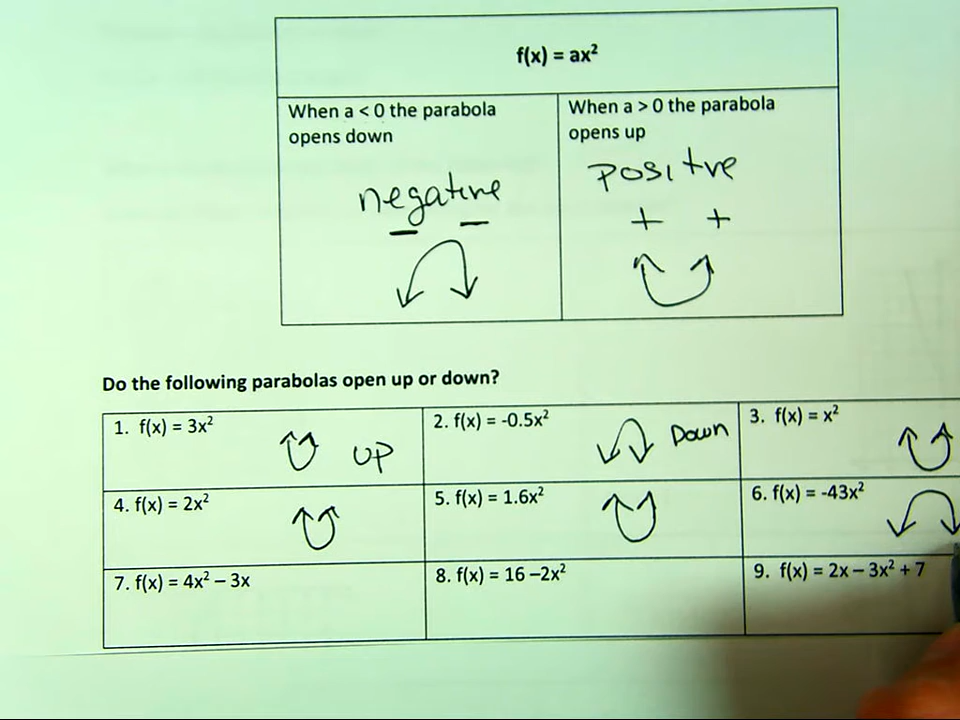 f(x) = ax²
When a < 0 the parabola
opens down
negative
When a > 0 the parabola
opens up
positive
+ +
Do the following parabolas open up or down?
1. f(x) = 3x²
UP
2. f(x) = -0.5x²
Down
3. f(x) = x²
4. f(x) = 2x²
5. f(x) = 1.6x²
6. f(x) = -43x²
7. f(x) = 4x² – 3x
8. f(x) = 16 –2x²
9. f(x) = 2x – 3x² + 7